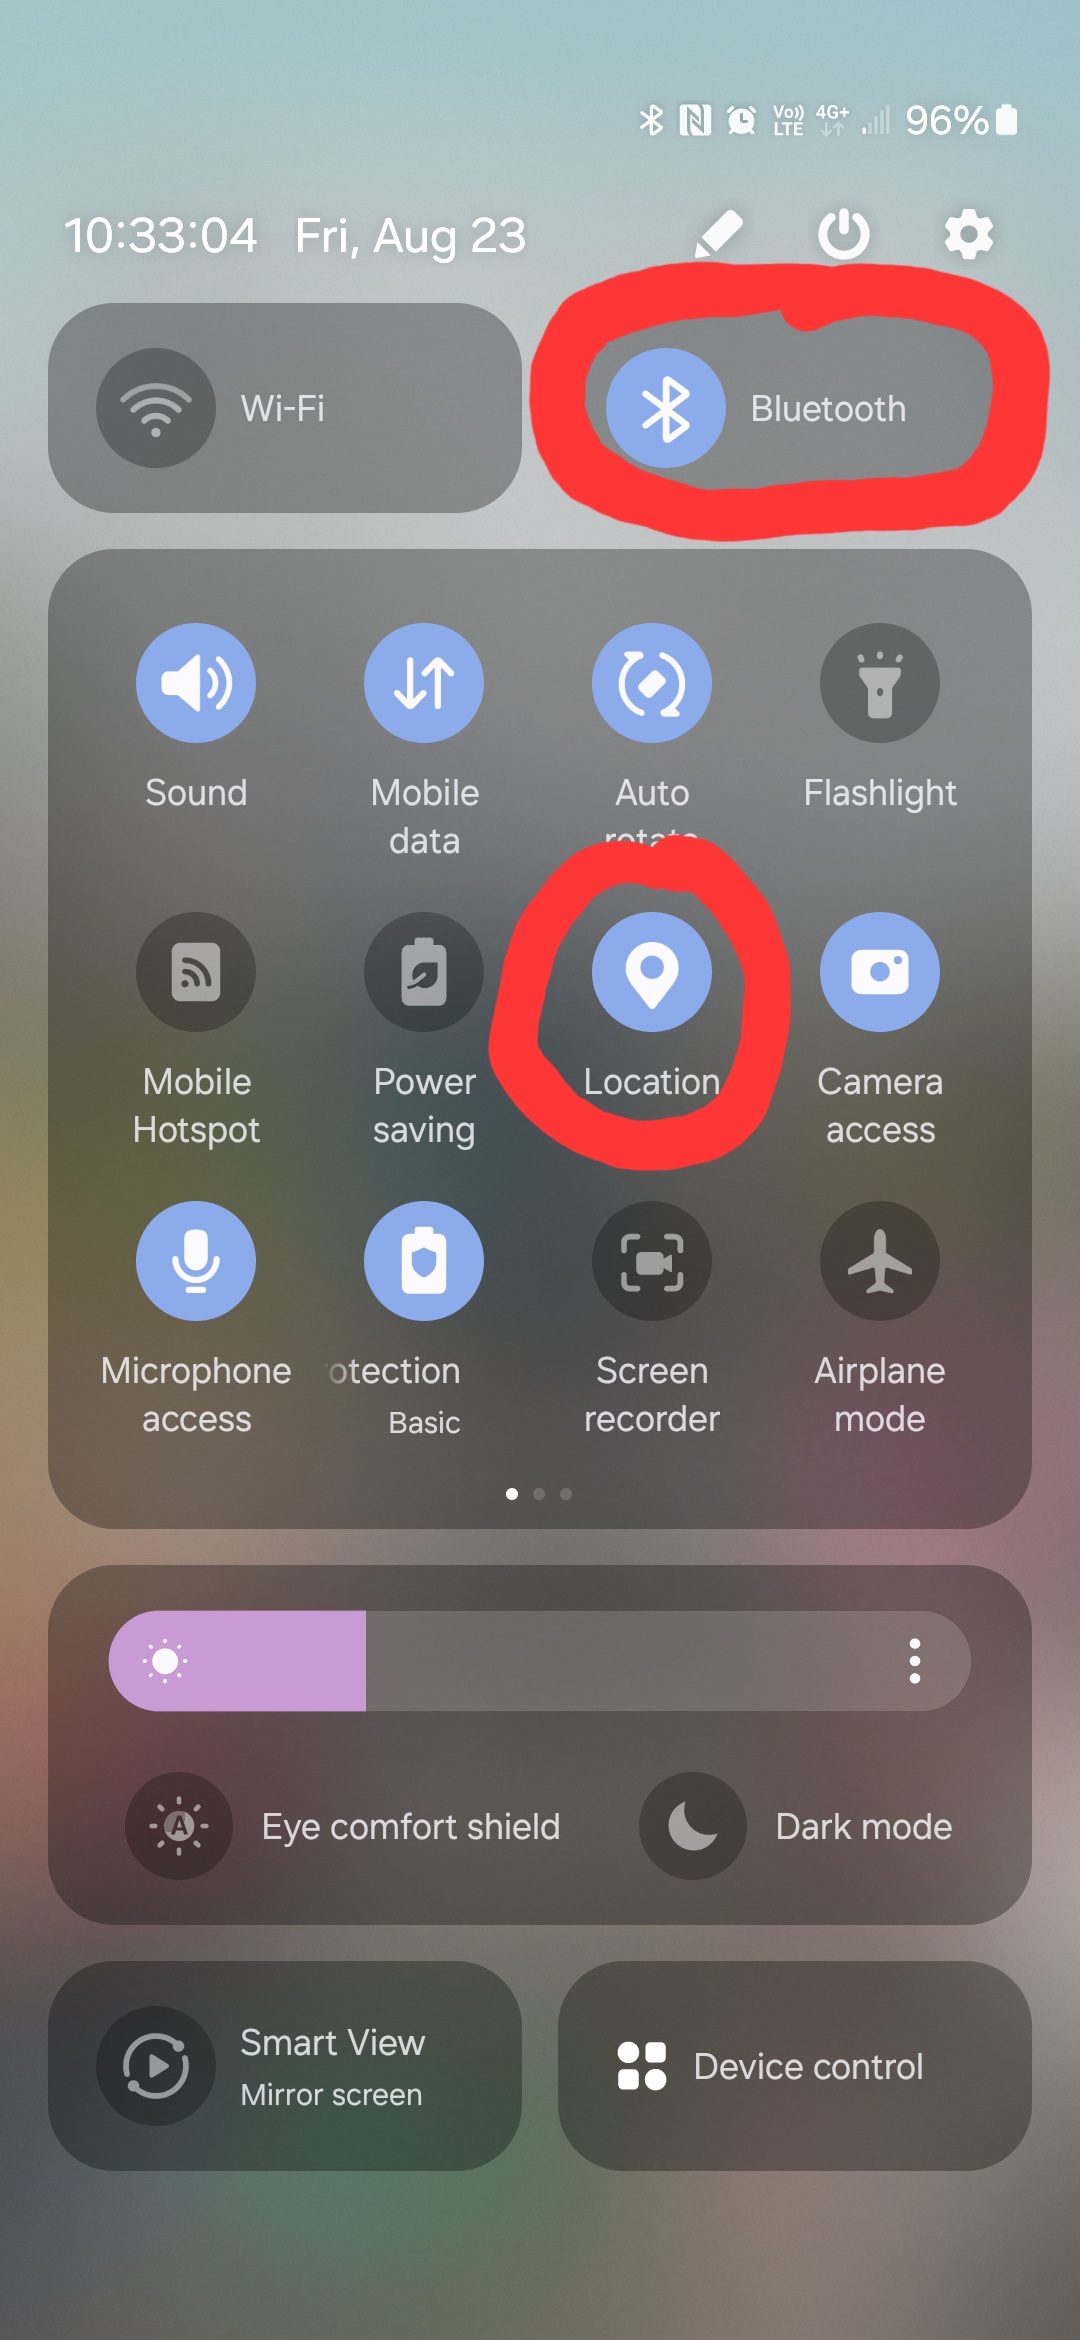 Vo)) 4G+
LTE 96%
10:33:04 Fri, Aug 23
Wi-Fi Bluetooth
Sound Mobile Auto Flashlight
data rotate
Mobile Power Location Camera
Hotspot saving access
Microphone otection Screen Airplane
access Basic recorder mode
A Eye comfort shield Dark mode
Smart View
Mirror screen
Device control